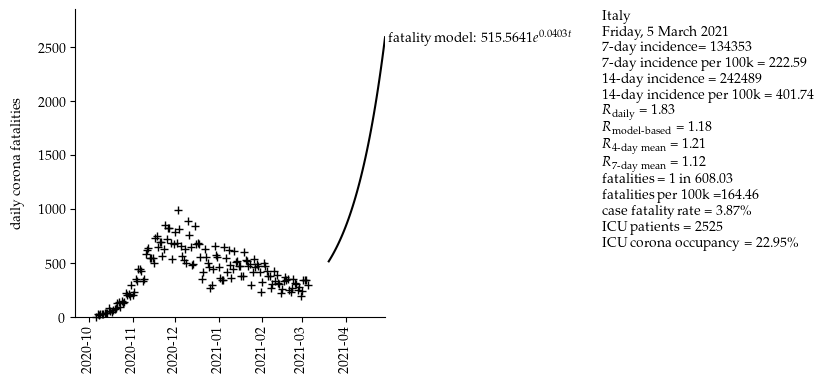 daily corona fatalities
2500
2000
1500
1000
500
0
2020-10
2020-11
2020-12
2021-01
2021-02
2021-03
2021-04
fatality model: 515.5641e^0.0403t
Italy
Friday, 5 March 2021
7-day incidence= 134353
7-day incidence per 100k = 222.59
14-day incidence = 242489
14-day incidence per 100k = 401.74
R_daily = 1.83
R_model-based = 1.18
R_4-day mean = 1.21
R_7-day mean = 1.12
fatalities = 1 in 608.03
fatalities per 100k =164.46
case fatality rate = 3.87%
ICU patients = 2525
ICU corona occupancy = 22.95%